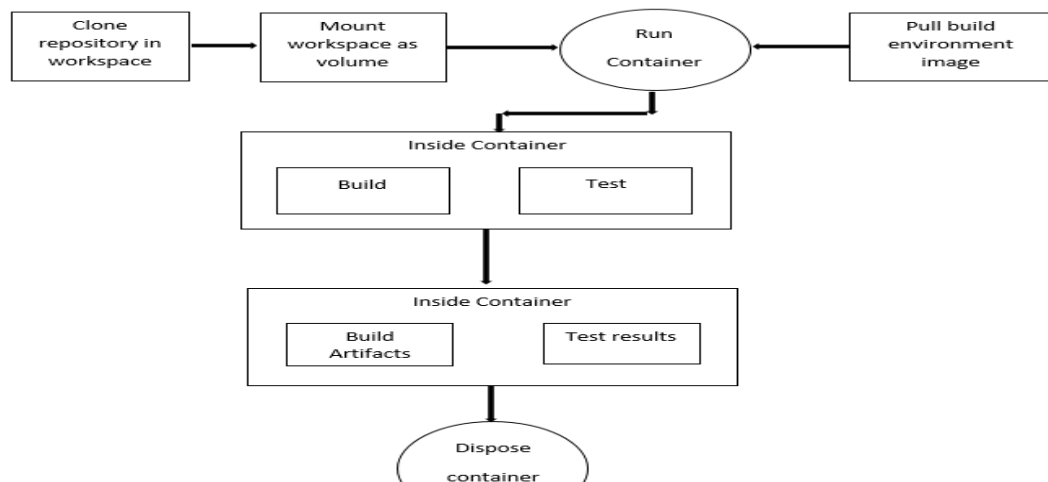 Clone
repository in
workspace
Mount
workspace as
volume
Run
Container
Pull build
environment
image
Inside Container
Build
Test
Inside Container
Build
Artifacts
Test results
Dispose
container